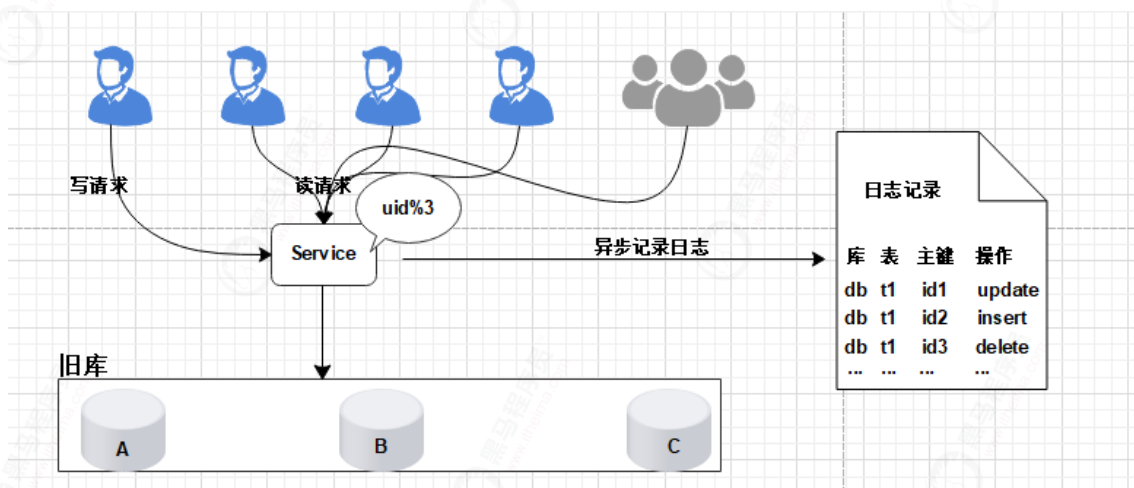 写请求
读请求
uid%3
Service
异步记录日志
日志记录
库 表 主键 操作
db t1 id1 update
db t1 id2 insert
db t1 id3 delete
... ... ... ...
旧库
A
B
C